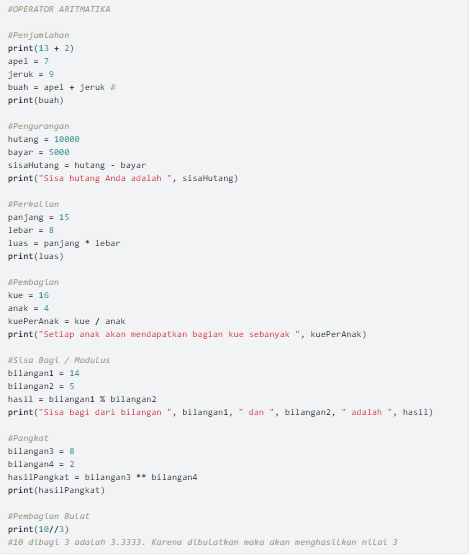 #OPERATOR ARITMATIKA
#Penjumlahan
print(13 + 2)
apel = 7
jeruk = 9
buah = apel + jeruk #
print(buah)
#Pengurangan
hutang = 10000
bayar = 5000
sisaHutang = hutang - bayar
print("Sisa hutang Anda adalah ", sisaHutang)
#Perkalian
panjang = 15
lebar = 8
luas = panjang * lebar
print(luas)
#Pembagian
kue = 16
anak = 4
kuePerAnak = kue / anak
print("Setiap anak akan mendapatkan bagian kue sebanyak ", kuePerAnak)
#Sisa Bagi / Modulus
bilangan1 = 14
bilangan2 = 5
hasil = bilangan1 % bilangan2
print("Sisa bagi dari bilangan ", bilangan1, " dan ", bilangan2, " adalah ", hasil)
#Pangkat
bilangan3 = 8
bilangan4 = 2
hasilPangkat = bilangan3 ** bilangan4
print(hasilPangkat)
#Pembagian Bulat
print(10//3)
#10 dibagi 3 adalah 3.3333. Karena dibulatkan maka akan menghasilkan nilai 3